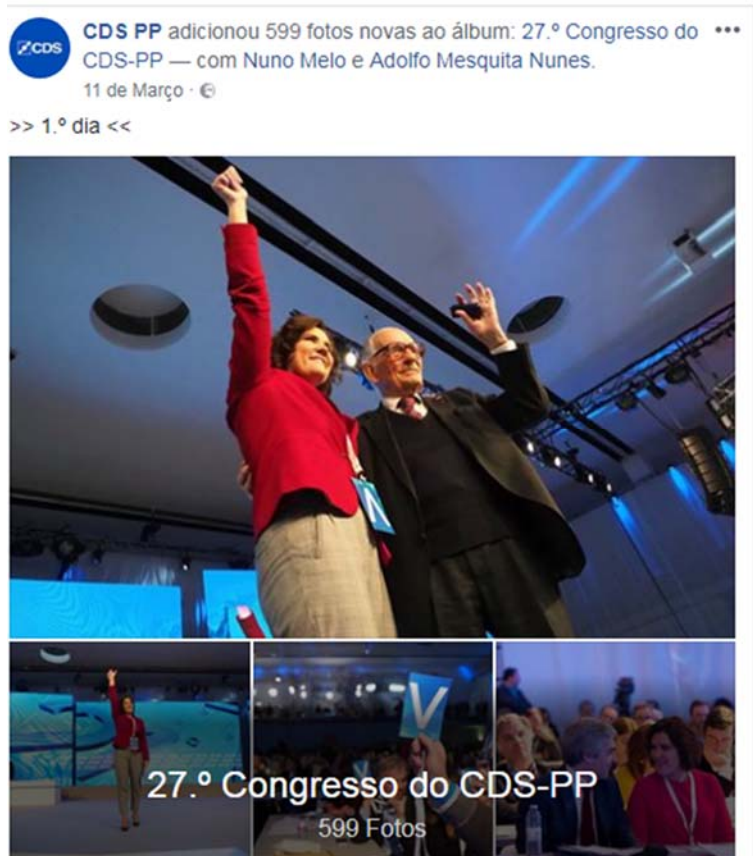 CDS
CDS PP adicionou 599 fotos novas ao álbum: 27.º Congresso do
CDS-PP — com Nuno Melo e Adolfo Mesquita Nunes.
11 de Março ·
>> 1.º dia <<
V
27.º Congresso do CDS-PP
599 Fotos